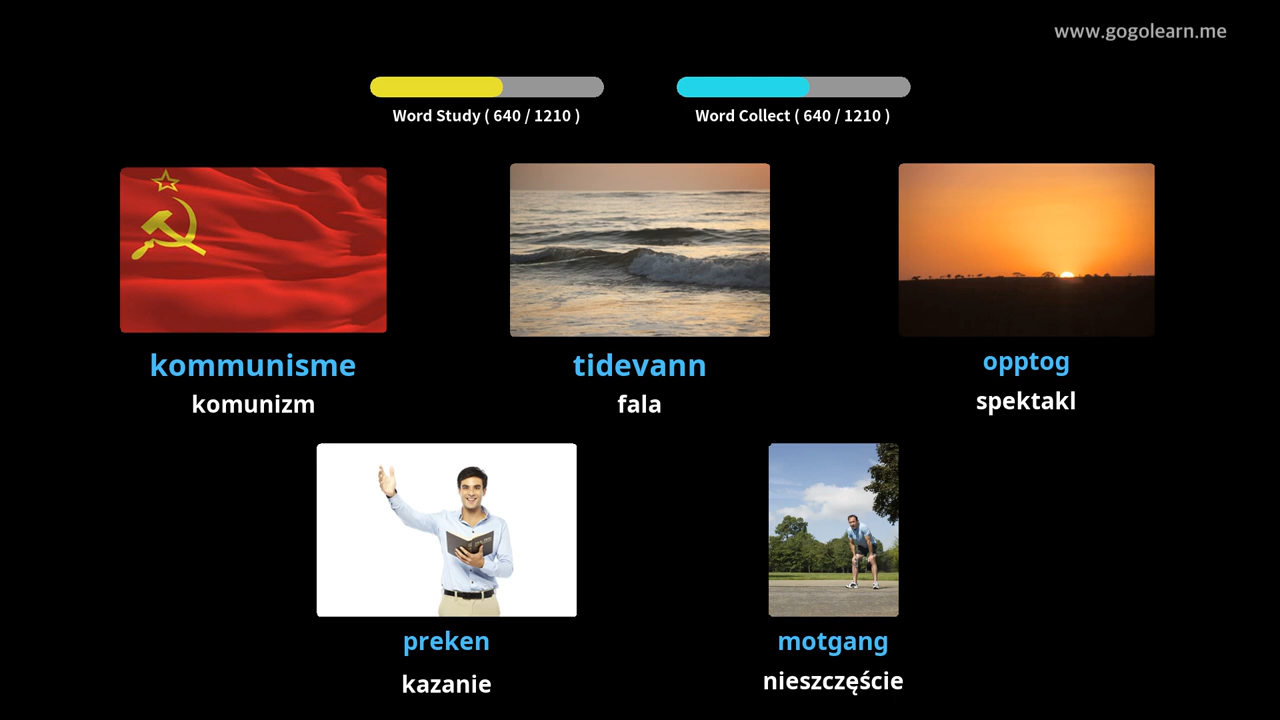 www.gogolearn.me
Word Study ( 640 / 1210 )
Word Collect ( 640 / 1210 )
kommunisme
komunizm
tidevann
fala
opptog
spektakl
preken
kazanie
motgang
nieszczęście